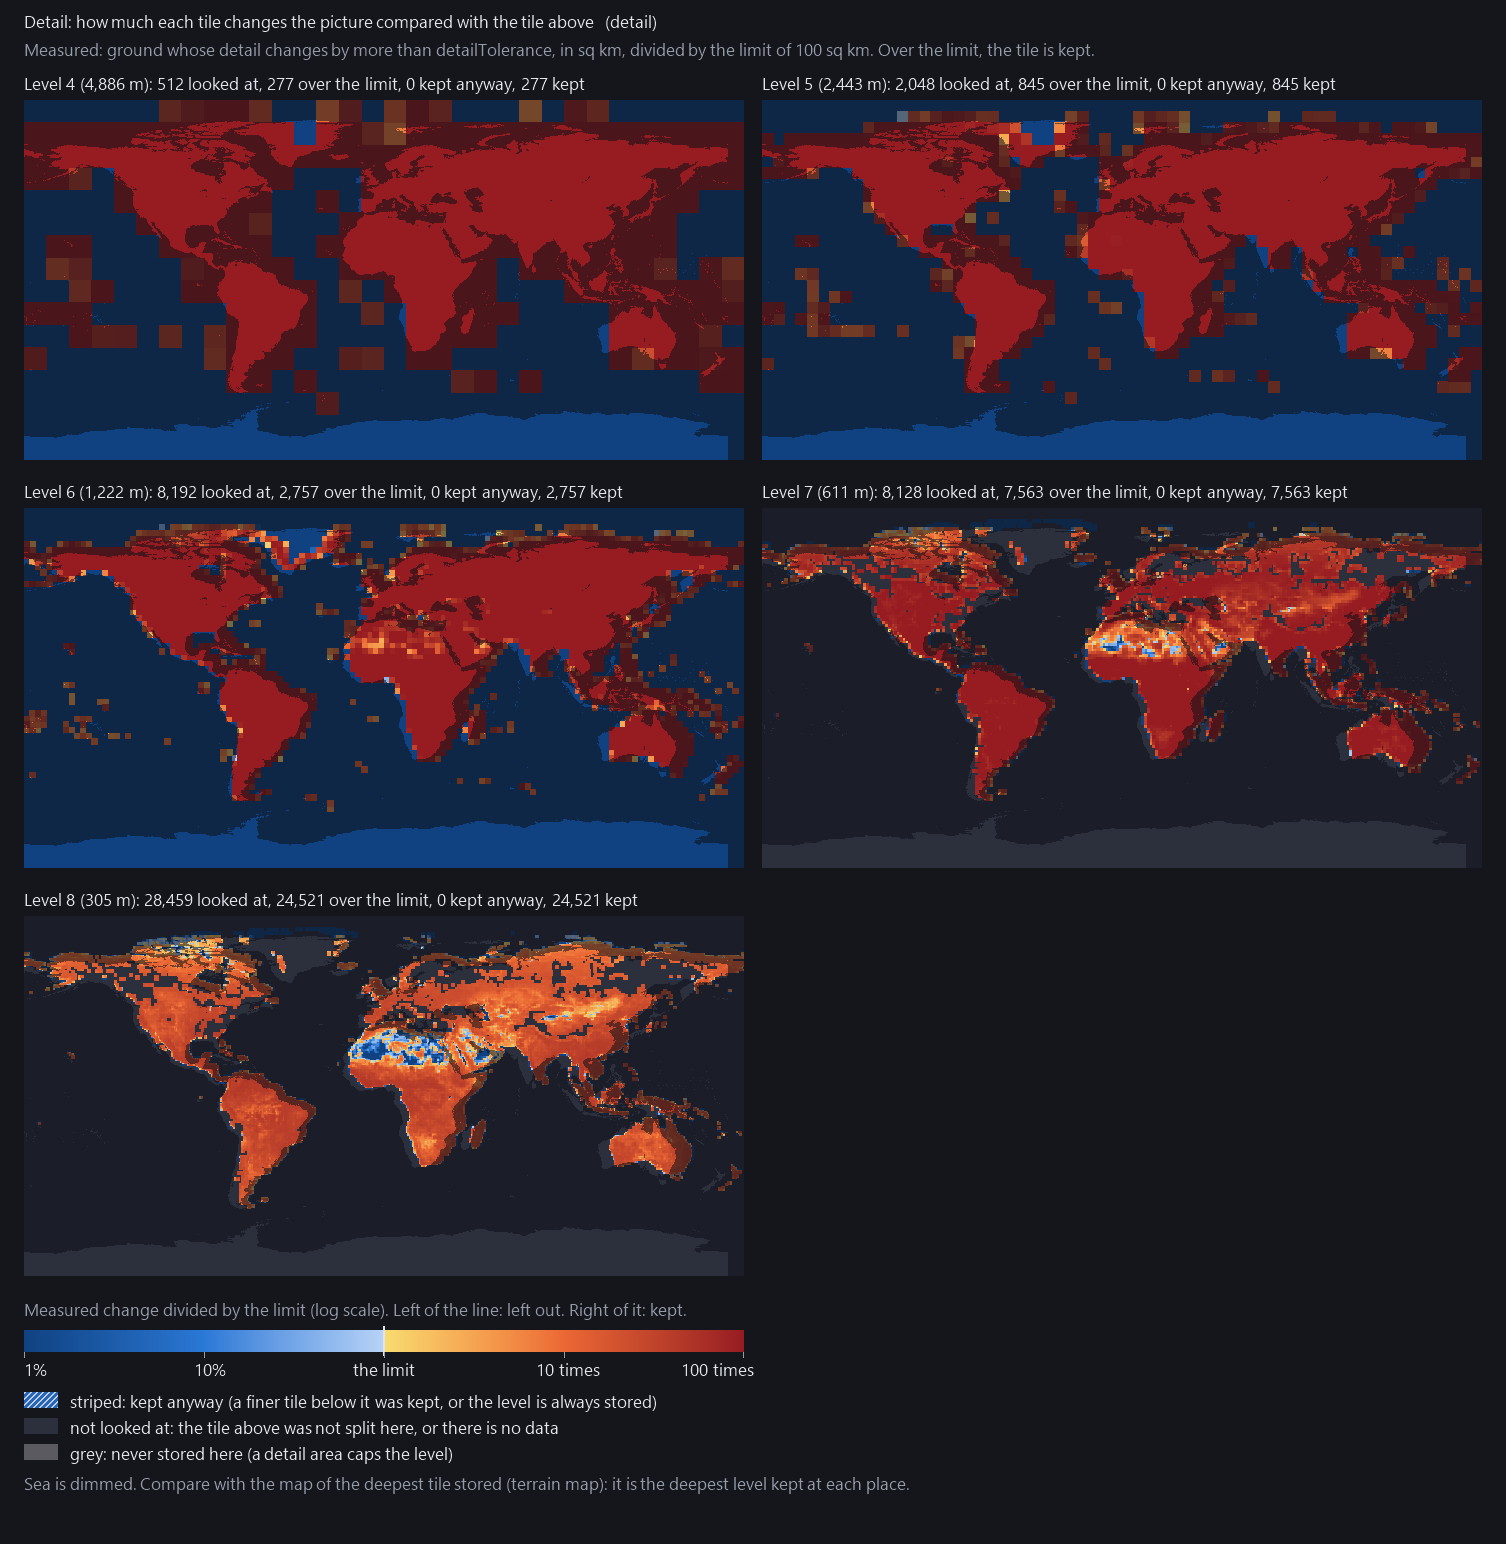 Detail: how much each tile changes the picture compared with the tile above (detail)
Measured: ground whose detail changes by more than detailTolerance, in sq km, divided by the limit of 100 sq km. Over the limit, the tile is kept.
Level 4 (4,886 m): 512 looked at, 277 over the limit, 0 kept anyway, 277 kept
Level 5 (2,443 m): 2,048 looked at, 845 over the limit, 0 kept anyway, 845 kept
Level 6 (1,222 m): 8,192 looked at, 2,757 over the limit, 0 kept anyway, 2,757 kept
Level 7 (611 m): 8,128 looked at, 7,563 over the limit, 0 kept anyway, 7,563 kept
Level 8 (305 m): 28,459 looked at, 24,521 over the limit, 0 kept anyway, 24,521 kept
Measured change divided by the limit (log scale). Left of the line: left out. Right of it: kept.
1% 10% the limit 10 times 100 times
striped: kept anyway (a finer tile below it was kept, or the level is always stored)
not looked at: the tile above was not split here, or there is no data
grey: never stored here (a detail area caps the level)
Sea is dimmed. Compare with the map of the deepest tile stored (terrain map): it is the deepest level kept at each place.